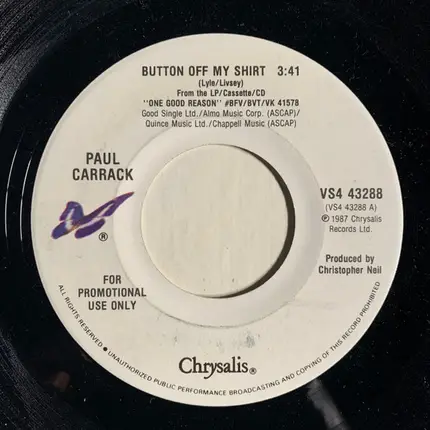 BUTTON OFF MY SHIRT 3:41
(Lyle/Livsey)
From the LP/Cassette/CD
"ONE GOOD REASON" #BFV/BVT/VK 41578
Good Single Ltd./Almo Music Corp. (ASCAP)/
Quince Music Ltd./Chappell Music (ASCAP)
PAUL
CARRACK
®
VS4 43288
(VS4 43288 A)
℗ 1987 Chrysalis
Records Ltd.
Produced by
Christopher Neil
FOR
PROMOTIONAL
USE ONLY
Chrysalis®
ALL RIGHTS RESERVED • UNAUTHORIZED PUBLIC PERFORMANCE BROADCASTING AND COPYING OF THIS RECORD PROHIBITED